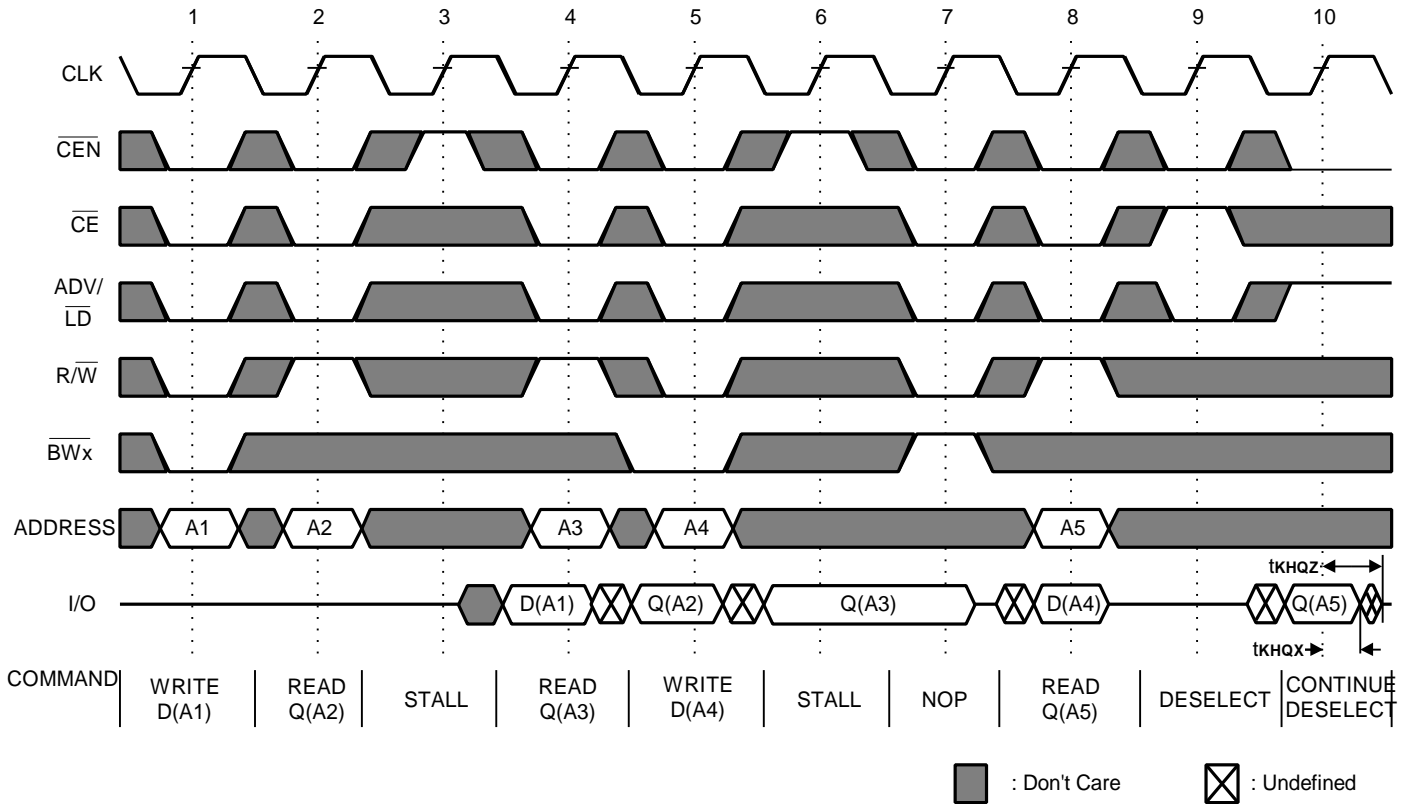 1 2 3 4 5 6 7 8 9 10
CLK
CEN
CE
ADV/
LD
R/W
BWx
ADDRESS A1 A2 A3 A4 A5
tKHQZ
I/O D(A1) Q(A2) Q(A3) D(A4) Q(A5)
tKHQX
COMMAND
WRITE
D(A1)
READ
Q(A2)
STALL
READ
Q(A3)
WRITE
D(A4)
STALL
NOP
READ
Q(A5)
DESELECT
CONTINUE
DESELECT
: Don't Care
: Undefined